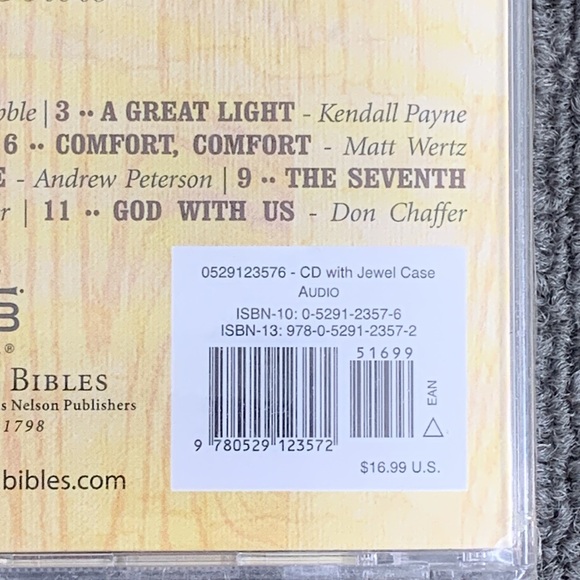 | 3 •• A GREAT LIGHT - Kendall Payne
6 •• COMFORT, COMFORT - Matt Wertz
E - Andrew Peterson | 9 •• THE SEVENTH
r | 11 •• GOD WITH US - Don Chaffer
0529123576 - CD with Jewel Case
AUDIO
ISBN-10: 0-5291-2357-6
ISBN-13: 978-0-5291-2357-2
51699
EAN
9 780529 123572
$16.99 U.S.
B
®
BIBLES
s Nelson Publishers
1798
bibles.com